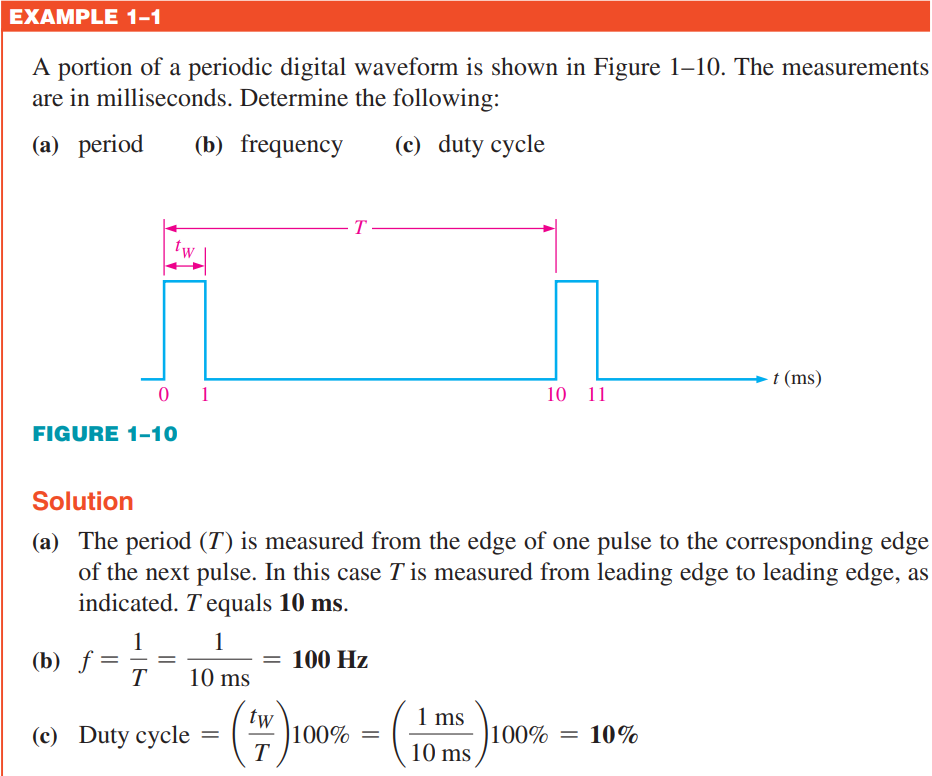 EXAMPLE 1–1
A portion of a periodic digital waveform is shown in Figure 1–10. The measurements
are in milliseconds. Determine the following:
(a) period (b) frequency (c) duty cycle
T
tW
t (ms)
0 1 10 11
FIGURE 1–10
Solution
(a) The period (T) is measured from the edge of one pulse to the corresponding edge
of the next pulse. In this case T is measured from leading edge to leading edge, as
indicated. T equals 10 ms.
(b) f = 1/T = 1/10 ms = 100 Hz
(c) Duty cycle = (tW/T)100% = (1 ms/10 ms)100% = 10%